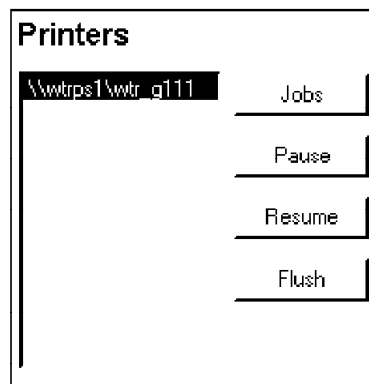 Printers
\\wtrps1\wtr_g111
Jobs
Pause
Resume
Flush